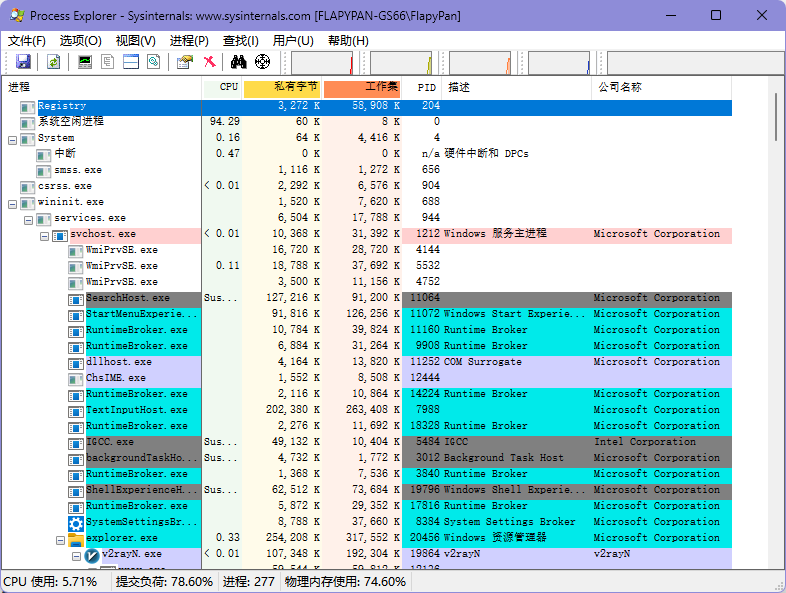 Process Explorer - Sysinternals: www.sysinternals.com [FLAPYPAN-GS66\FlapyPan]
文件(F) 选项(O) 视图(V) 进程(P) 查找(I) 用户(U) 帮助(H)
进程 CPU 私有字节 工作集 PID 描述 公司名称
Registry 3,272 K 58,908 K 204
系统空闲进程 94.29 60 K 8 K 0
System 0.16 64 K 4,416 K 4
中断 0.47 0 K 0 K n/a 硬件中断和 DPCs
smss.exe 1,116 K 1,272 K 656
csrss.exe < 0.01 2,292 K 6,576 K 904
wininit.exe 1,520 K 7,620 K 688
services.exe 6,504 K 17,788 K 944
svchost.exe < 0.01 10,368 K 31,392 K 1212 Windows 服务主进程 Microsoft Corporation
WmiPrvSE.exe 16,720 K 28,720 K 4144
WmiPrvSE.exe 0.11 18,788 K 37,692 K 5532
WmiPrvSE.exe 3,500 K 11,156 K 4752
SearchHost.exe Sus... 127,216 K 91,200 K 11064 Microsoft Corporation
StartMenuExperie... 91,816 K 126,256 K 11072 Windows Start Experie... Microsoft Corporation
RuntimeBroker.exe 10,784 K 39,824 K 11160 Runtime Broker Microsoft Corporation
RuntimeBroker.exe 6,884 K 31,264 K 9908 Runtime Broker Microsoft Corporation
dllhost.exe 4,164 K 13,820 K 11252 COM Surrogate Microsoft Corporation
ChsIME.exe 1,552 K 8,508 K 12444
RuntimeBroker.exe 2,116 K 10,864 K 14224 Runtime Broker Microsoft Corporation
TextInputHost.exe 202,380 K 263,408 K 7988 Microsoft Corporation
RuntimeBroker.exe 2,276 K 11,692 K 18328 Runtime Broker Microsoft Corporation
IGCC.exe Sus... 49,132 K 10,404 K 5484 IGCC Intel Corporation
backgroundTaskHo... Sus... 4,732 K 1,772 K 3012 Background Task Host Microsoft Corporation
RuntimeBroker.exe 1,368 K 7,536 K 3840 Runtime Broker Microsoft Corporation
ShellExperienceH... Sus... 62,512 K 73,684 K 19796 Windows Shell Experie... Microsoft Corporation
RuntimeBroker.exe 5,872 K 29,352 K 17816 Runtime Broker Microsoft Corporation
SystemSettingsBr... 8,788 K 37,660 K 8384 System Settings Broker Microsoft Corporation
explorer.exe 0.33 254,208 K 317,552 K 20456 Windows 资源管理器 Microsoft Corporation
v2rayN.exe < 0.01 107,348 K 192,304 K 19864 v2rayN v2rayN
CPU 使用: 5.71% 提交负荷: 78.60% 进程: 277 物理内存使用: 74.60%